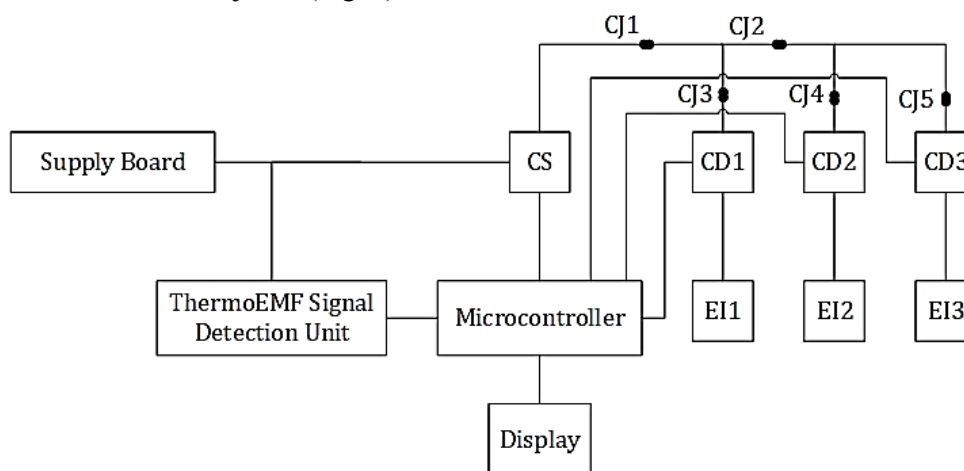 CJ1
CJ2
CJ3
CJ4
CJ5
Supply Board
CS
CD1
CD2
CD3
ThermoEMF Signal
Detection Unit
Microcontroller
EI1
EI2
EI3
Display